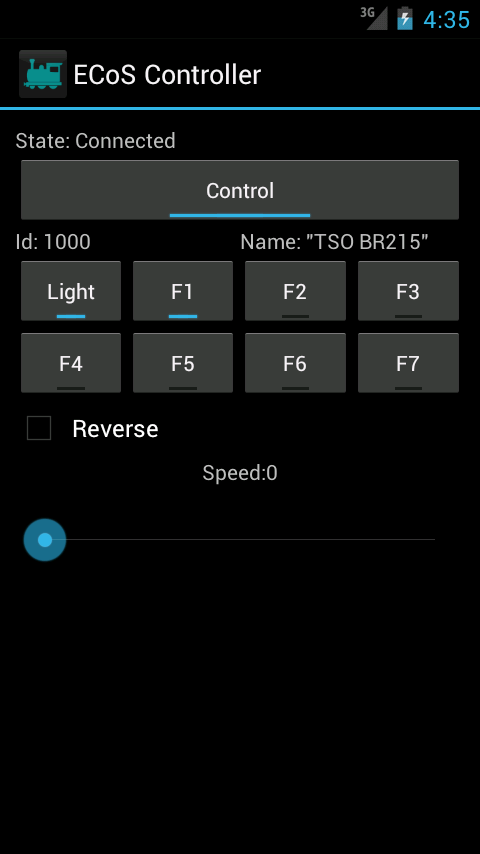 3G 4:35
ECoS Controller
State: Connected
Control
Id: 1000 Name: "TSO BR215"
Light F1 F2 F3
F4 F5 F6 F7
Reverse
Speed:0